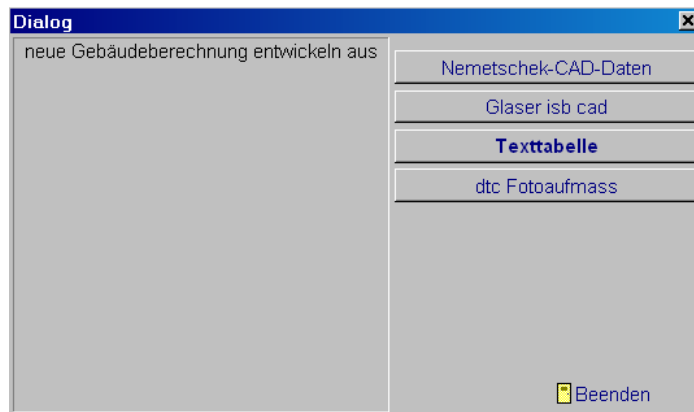 Dialog
neue Gebäudeberechnung entwickeln aus
Nemetschek-CAD-Daten
Glaser isb cad
Texttabelle
dtc Fotoaufmass
Beenden